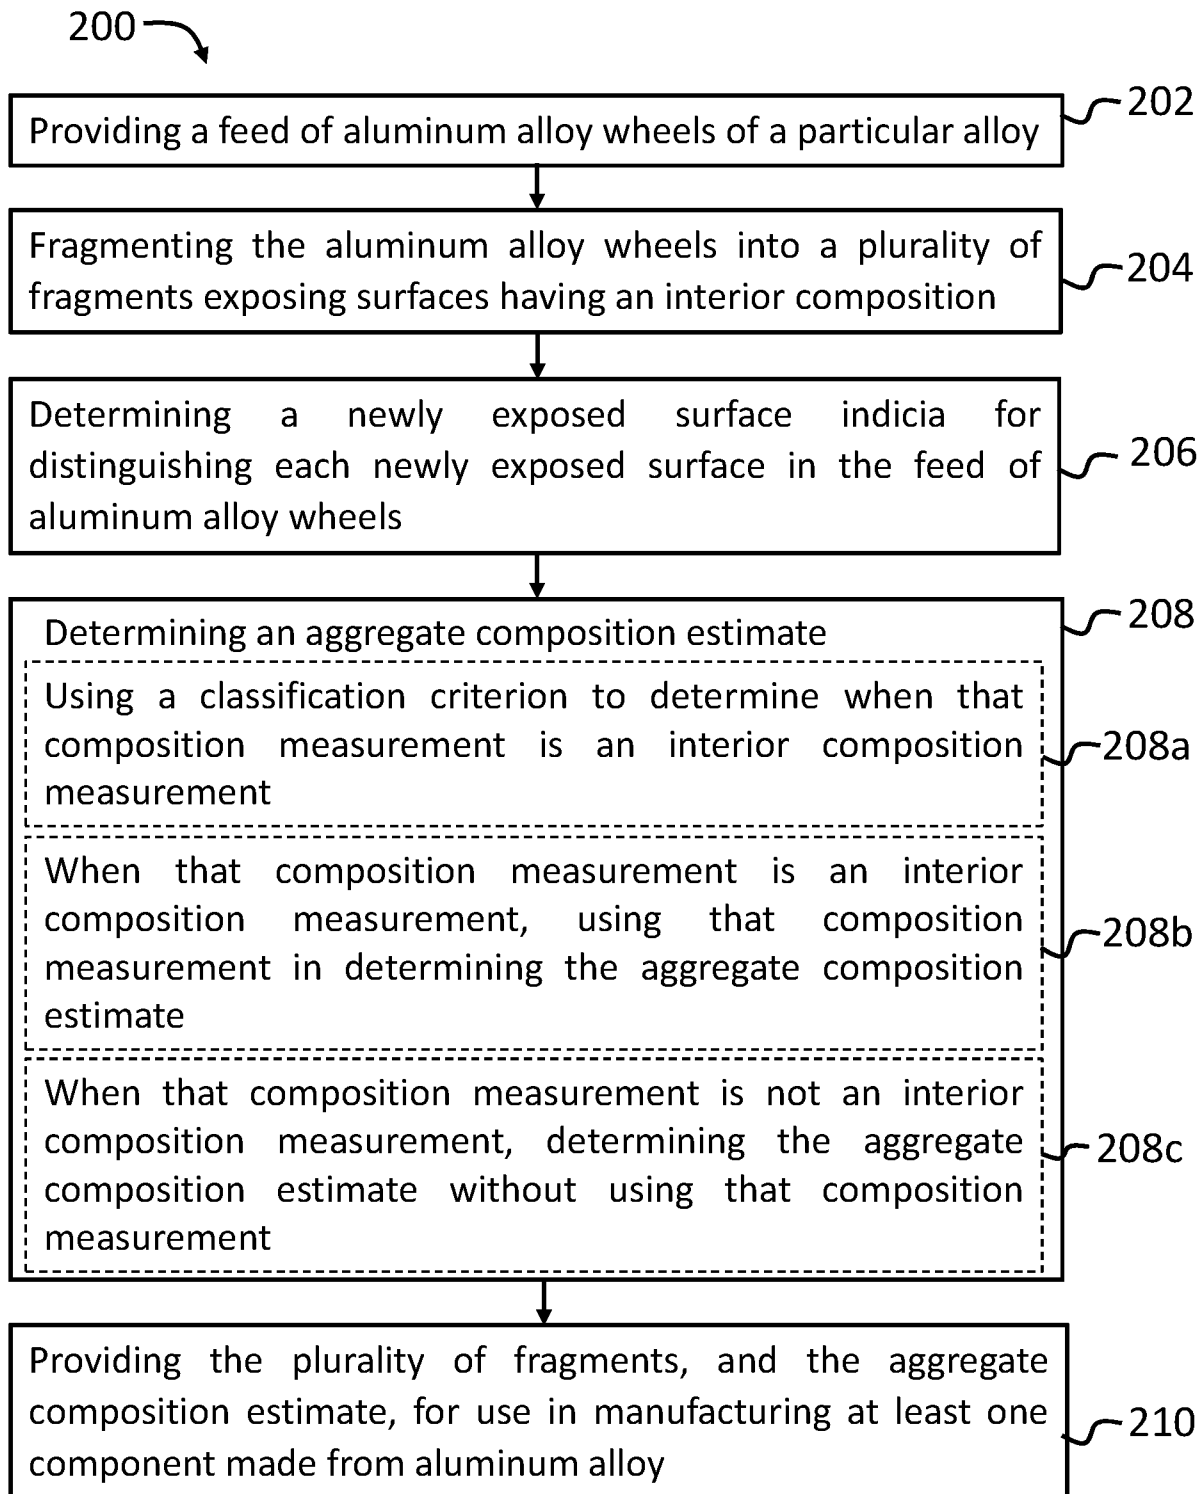 200
Providing a feed of aluminum alloy wheels of a particular alloy
202
Fragmenting the aluminum alloy wheels into a plurality of
fragments exposing surfaces having an interior composition
204
Determining a newly exposed surface indicia for
distinguishing each newly exposed surface in the feed of
aluminum alloy wheels
206
Determining an aggregate composition estimate
208
Using a classification criterion to determine when that
composition measurement is an interior composition
measurement
208a
When that composition measurement is an interior
composition measurement, using that composition
measurement in determining the aggregate composition
estimate
208b
When that composition measurement is not an interior
composition measurement, determining the aggregate
composition estimate without using that composition
measurement
208c
Providing the plurality of fragments, and the aggregate
composition estimate, for use in manufacturing at least one
component made from aluminum alloy
210